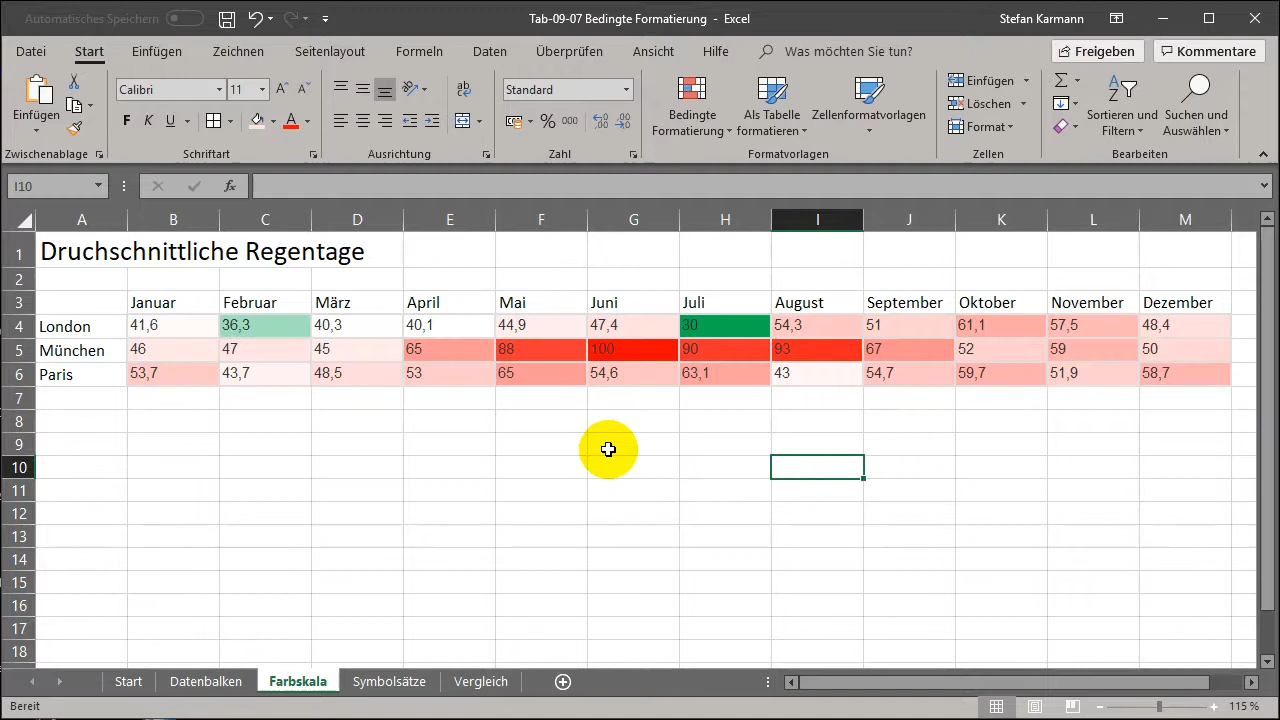 Automatisches Speichern
Tab-09-07 Bedingte Formatierung - Excel
Stefan Karmann
Datei Start Einfügen Zeichnen Seitenlayout Formeln Daten Überprüfen Ansicht Hilfe Was möchten Sie tun? Freigeben Kommentare
Einfügen
Zwischenablage
Calibri 11
F K U
Schriftart
Ausrichtung
Standard
% 000
Zahl
Bedingte Formatierung
Als Tabelle formatieren
Zellenformatvorlagen
Formatvorlagen
Einfügen
Löschen
Format
Zellen
Sortieren und Filtern
Suchen und Auswählen
Bearbeiten
I10 fx
A B C D E F G H I J K L M
1 Druchschnittliche Regentage
2
3 Januar Februar März April Mai Juni Juli August September Oktober November Dezember
4 London 41,6 36,3 40,3 40,1 44,9 47,4 30 54,3 51 61,1 57,5 48,4
5 München 46 47 45 65 88 100 90 93 67 52 59 50
6 Paris 53,7 43,7 48,5 53 65 54,6 63,1 43 54,7 59,7 51,9 58,7
7
8
9
10
11
12
13
14
15
16
17
18
Start Datenbalken Farbskala Symbolsätze Vergleich
Bereit
115 %